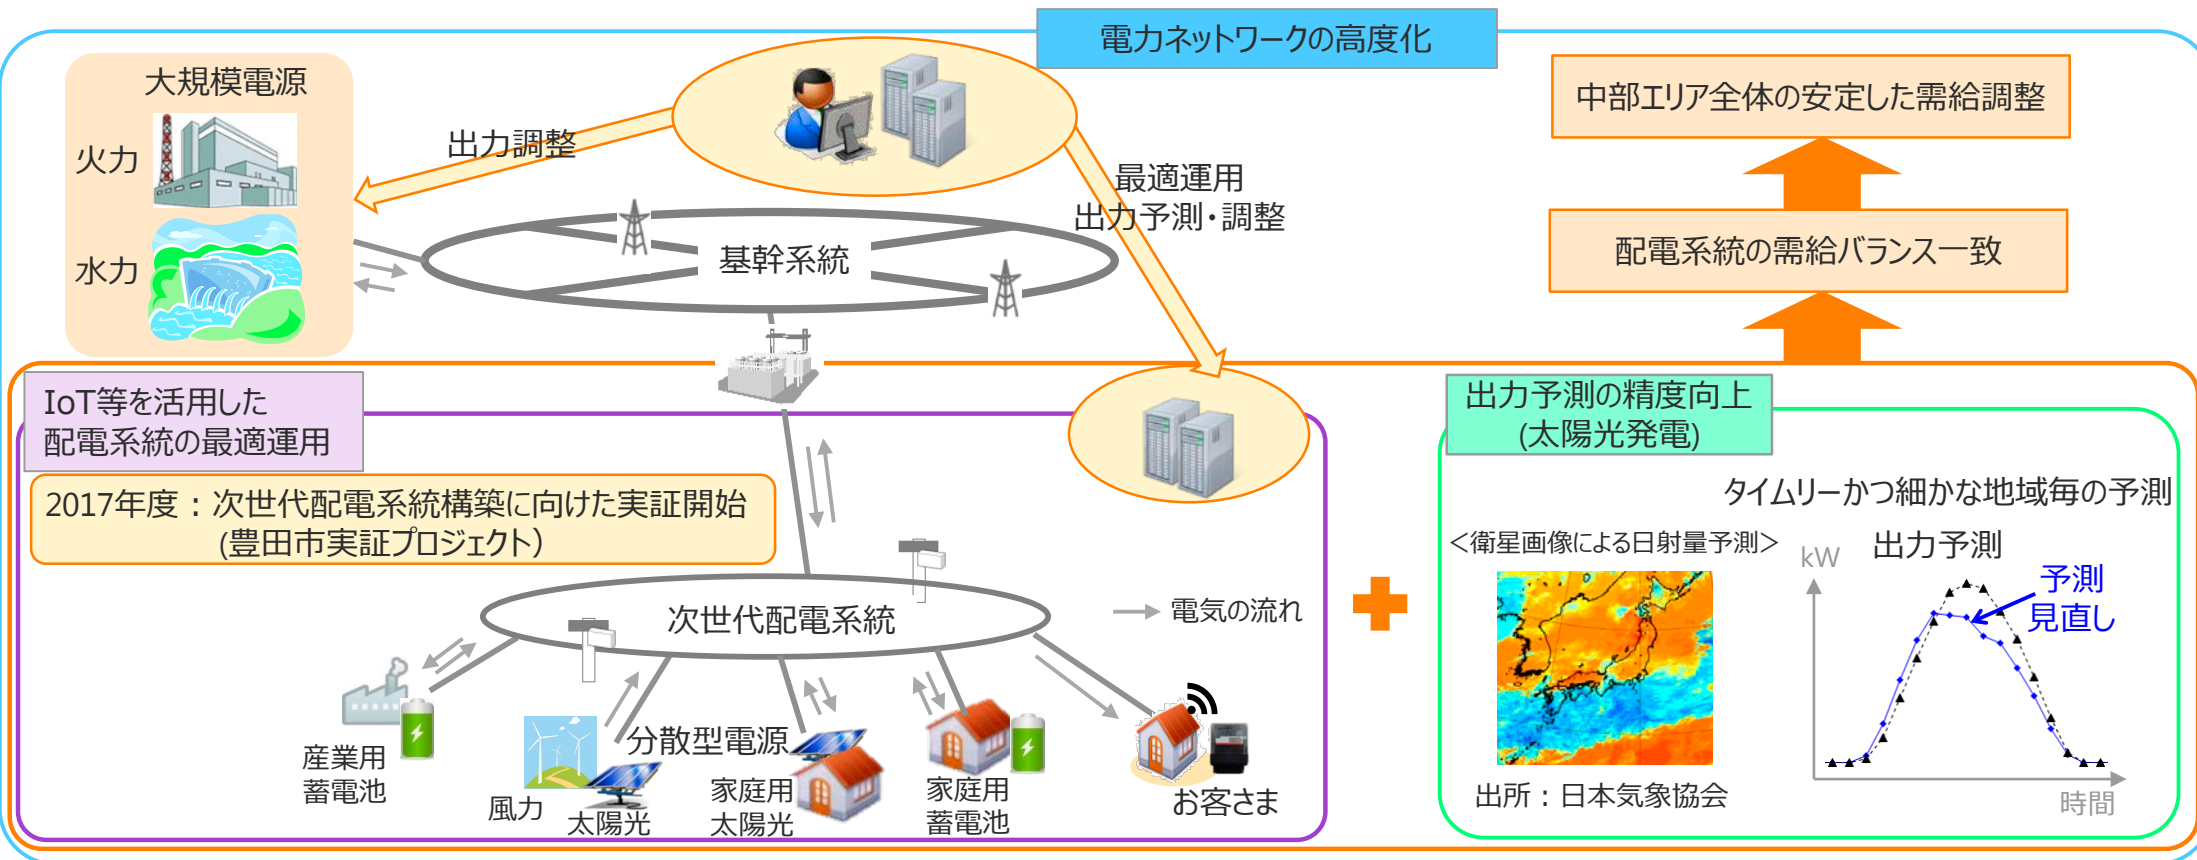 電力ネットワークの高度化
大規模電源
火力
水力
出力調整
最適運用
出力予測・調整
基幹系統
中部エリア全体の安定した需給調整
配電系統の需給バランス一致
IoT等を活用した
配電系統の最適運用
2017年度：次世代配電系統構築に向けた実証開始
(豊田市実証プロジェクト）
次世代配電系統
電気の流れ
産業用
蓄電池
分散型電源
風力
太陽光
家庭用
太陽光
家庭用
蓄電池
お客さま
出力予測の精度向上
(太陽光発電)
タイムリーかつ細かな地域毎の予測
＜衛星画像による日射量予測＞
出所：日本気象協会
出力予測
kW
予測
見直し
時間